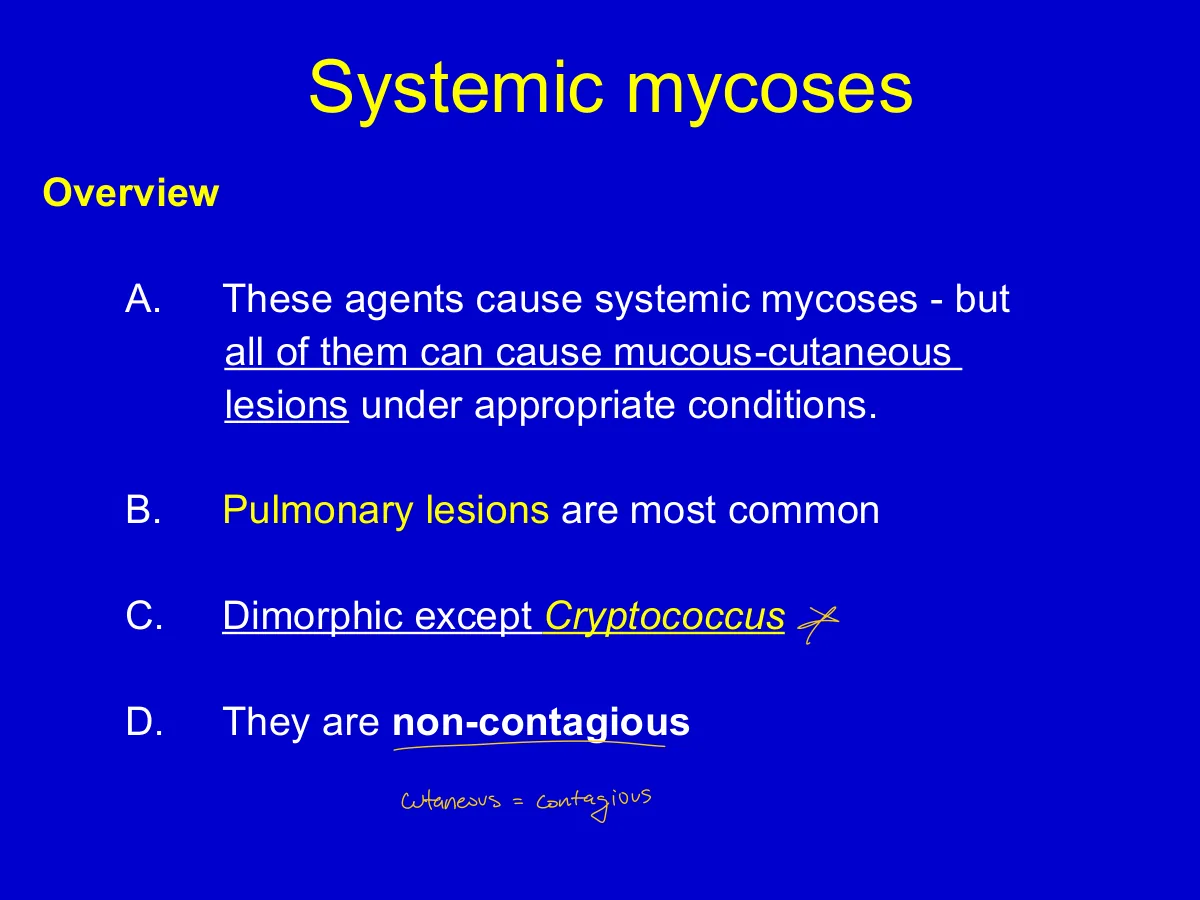 Systemic mycoses
Overview
A. These agents cause systemic mycoses - but
all of them can cause mucous-cutaneous
lesions under appropriate conditions.
B. Pulmonary lesions are most common
C. Dimorphic except Cryptococcus
D. They are non-contagious
cutaneous = contagious